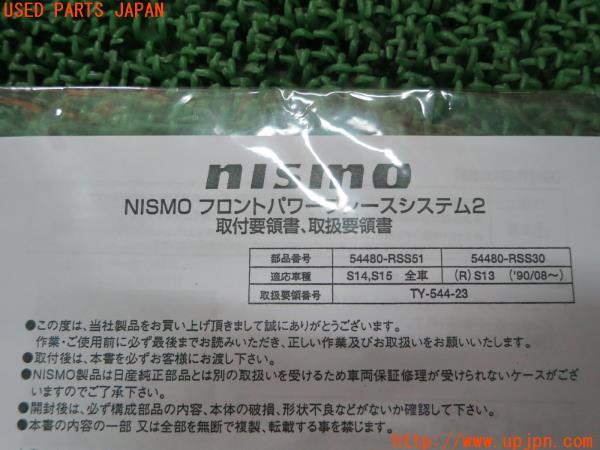 USED PARTS JAPAN
nismo
NISMO フロントパワーブレースシステム2
取付要領書、取扱要領書
部品番号 54480-RSS51 54480-RSS30
適応車種 S14,S15 全車 (R) S13 ('90/08~)
取扱要領番号 TY-544-23
●この度は、当社製品をお買い上げ頂きまして誠にありがとうございます。
作業・ご使用前に必ず最後までお読みいただき、正しい作業及びお取扱いをお願いいたします。
●取付後は、本書を必ずお客様にお渡し下さい。
●NISMO製品は日産純正部品とは別の取扱いを受けるため車両保証修理が受けられないケースがござ
いますのでご了承下さい。
●開封後は、必ず構成部品の内容、本体の破損、形状不良などがないか確認して下さい。
●本書の内容の一部 又は全部を無断で複製、転載する事を禁じます。
http://www.upjpn.com/